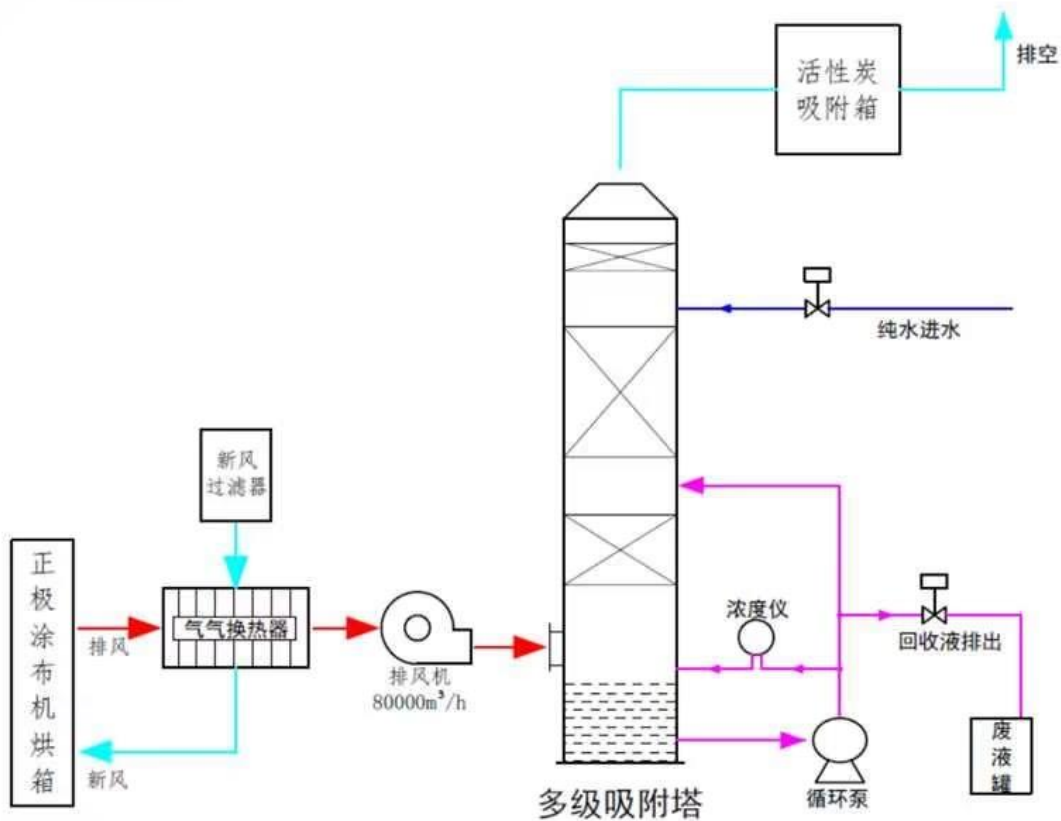 活性炭
吸附箱
排空
纯水进水
新风
过滤器
正极涂布机烘箱
排风
气气换热器
排风机
80000m³/h
新风
浓度仪
回收液排出
循环泵
废液罐
多级吸附塔